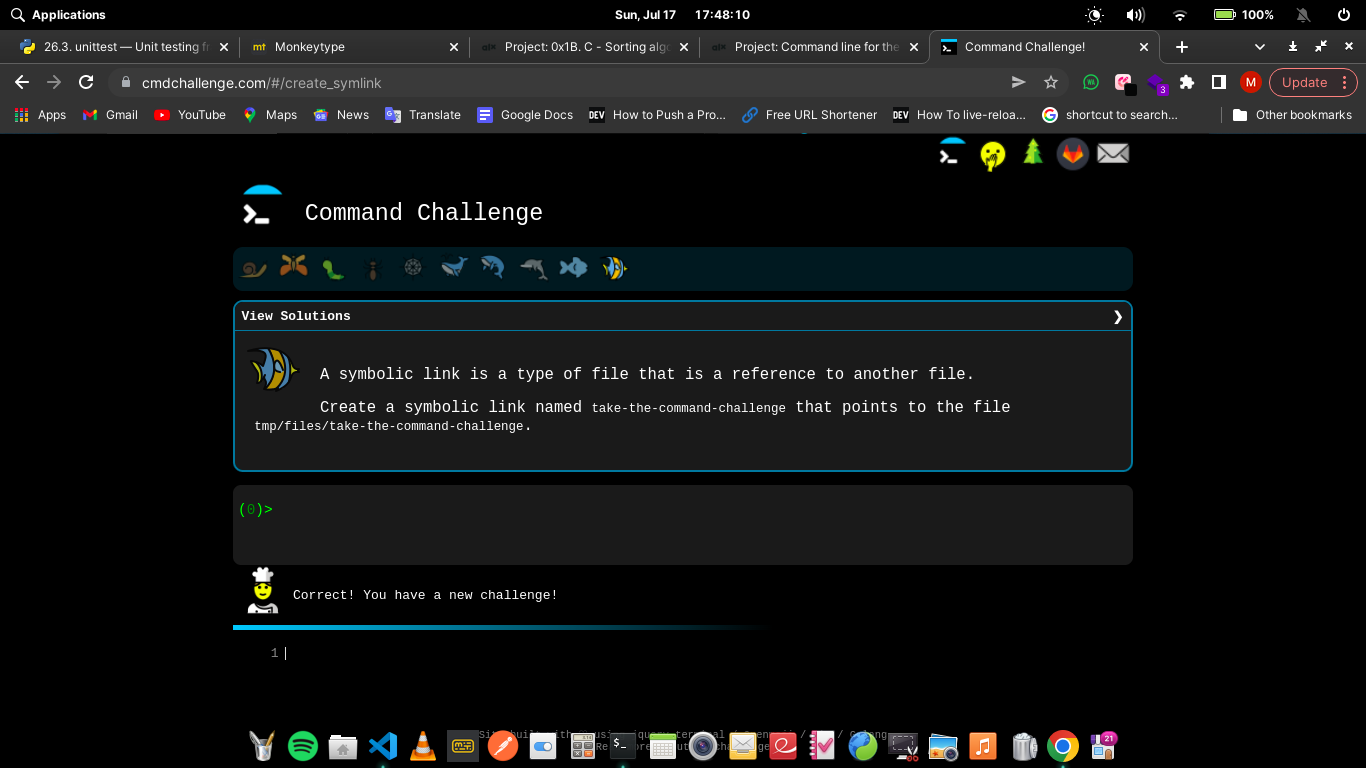 Applications
Sun, Jul 17 17:48:10
100%
26.3. unittest — Unit testing fr
Monkeytype
Project: 0x1B. C - Sorting algo
Project: Command line for the
Command Challenge!
cmdchallenge.com/#/create_symlink
3
M
Update
Apps
Gmail
YouTube
Maps
News
Translate
Google Docs
DEV
How to Push a Pro...
Free URL Shortener
DEV
How To live-reloa...
shortcut to search...
Other bookmarks
Command Challenge
View Solutions
A symbolic link is a type of file that is a reference to another file.
Create a symbolic link named take-the-command-challenge that points to the file
tmp/files/take-the-command-challenge.
(0)>
Correct! You have a new challenge!
1
21